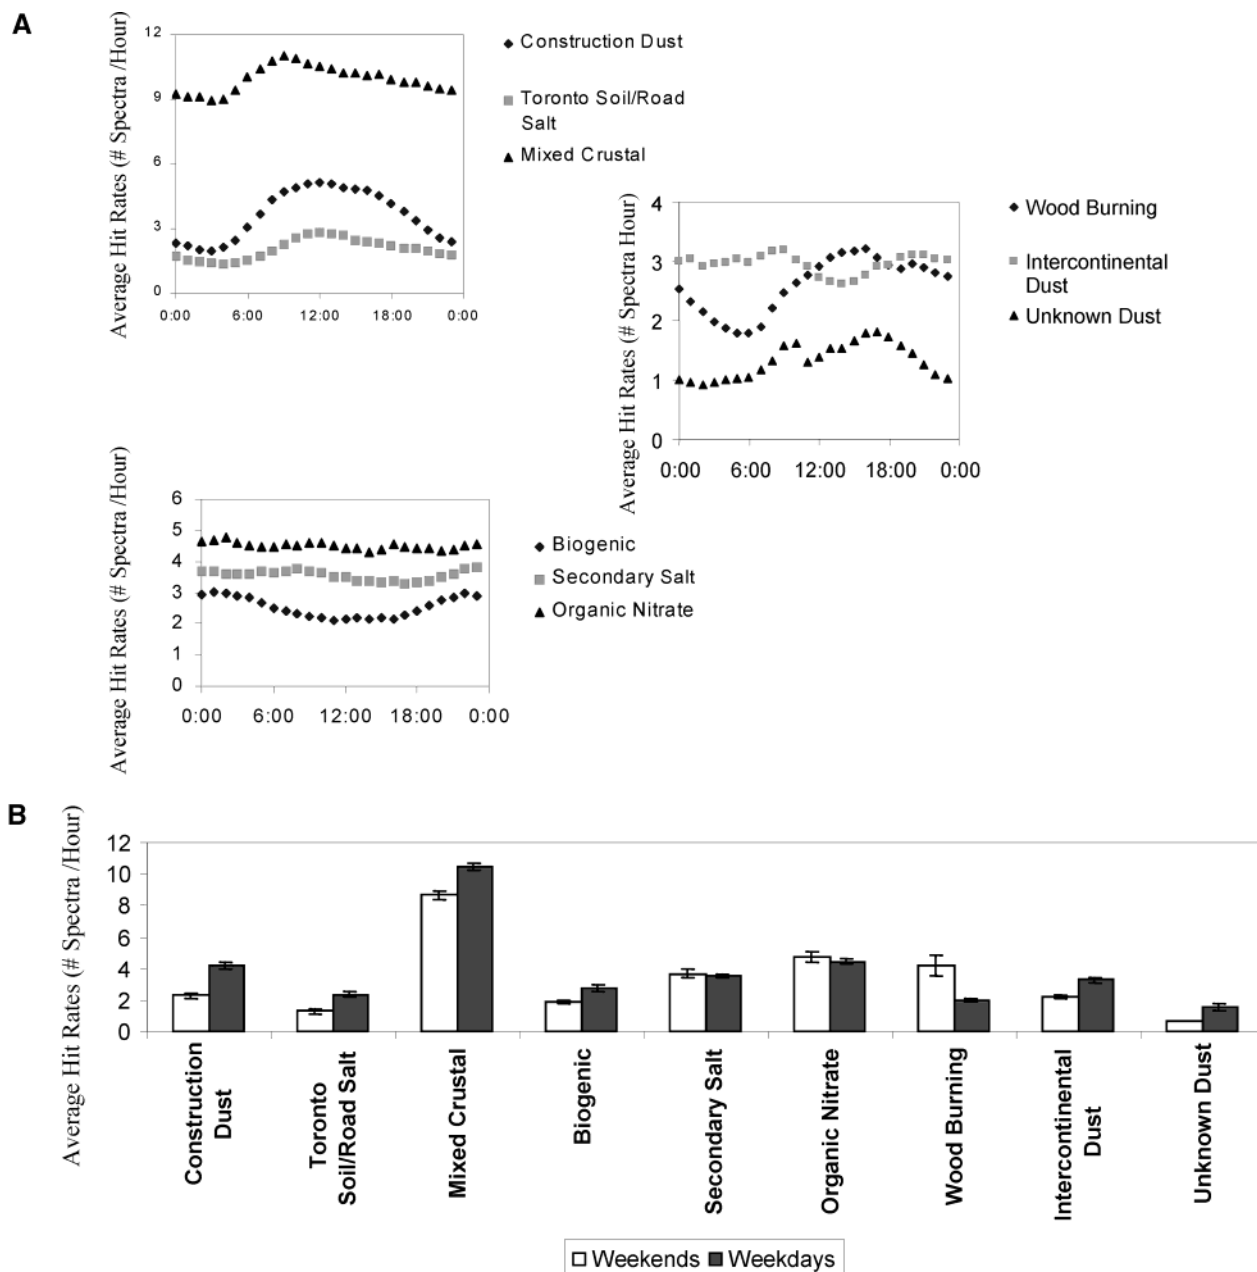 A
Average Hit Rates (# Spectra /Hour)
12
9
6
3
0
0:00 6:00 12:00 18:00 0:00
Construction Dust
Toronto Soil/Road
Salt
Mixed Crustal
Average Hit Rates (# Spectra Hour)
4
3
2
1
0
0:00 6:00 12:00 18:00 0:00
Wood Burning
Intercontinental
Dust
Unknown Dust
Average Hit Rates (# Spectra /Hour)
6
5
4
3
2
1
0
0:00 6:00 12:00 18:00 0:00
Biogenic
Secondary Salt
Organic Nitrate
B
Average Hit Rates (# Spectra /Hour)
12
10
8
6
4
2
0
Construction
Dust
Toronto
Soil/Road Salt
Mixed Crustal
Biogenic
Secondary Salt
Organic Nitrate
Wood Burning
Intercontinental
Dust
Unknown Dust
Weekends Weekdays